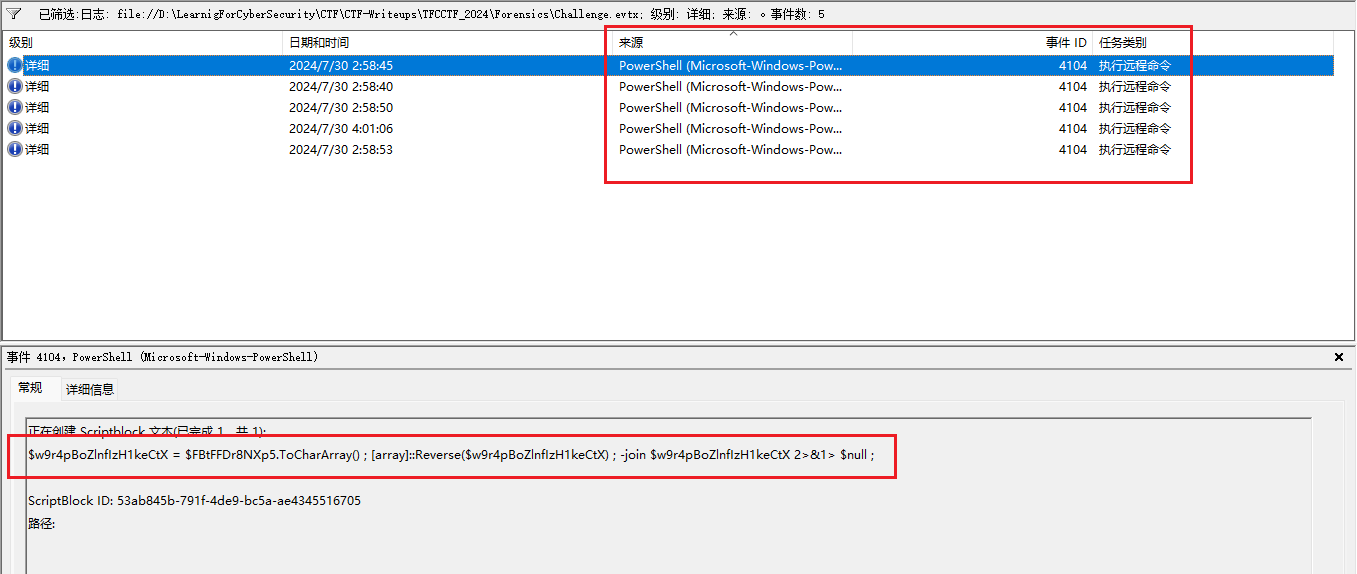 已筛选:日志: file://D:\LearnigForCyberSecurity\CTF\CTF-Writeups\TFCCTF_2024\Forensics\Challenge.evtx; 级别: 详细; 来源: 。事件数: 5
级别 日期和时间 来源 事件 ID 任务类别
详细 2024/7/30 2:58:45 PowerShell (Microsoft-Windows-Pow... 4104 执行远程命令
详细 2024/7/30 2:58:40 PowerShell (Microsoft-Windows-Pow... 4104 执行远程命令
详细 2024/7/30 2:58:50 PowerShell (Microsoft-Windows-Pow... 4104 执行远程命令
详细 2024/7/30 4:01:06 PowerShell (Microsoft-Windows-Pow... 4104 执行远程命令
详细 2024/7/30 2:58:53 PowerShell (Microsoft-Windows-Pow... 4104 执行远程命令
事件 4104，PowerShell (Microsoft-Windows-PowerShell)
常规 详细信息
正在创建 Scriptblock 文本(已完成 1，共 1):
$w9r4pBoZlnfIzH1keCtX = $FBtFFDr8NXp5.ToCharArray() ; [array]::Reverse($w9r4pBoZlnfIzH1keCtX) ; -join $w9r4pBoZlnfIzH1keCtX 2>&1> $null ;
ScriptBlock ID: 53ab845b-791f-4de9-bc5a-ae4345516705
路径: